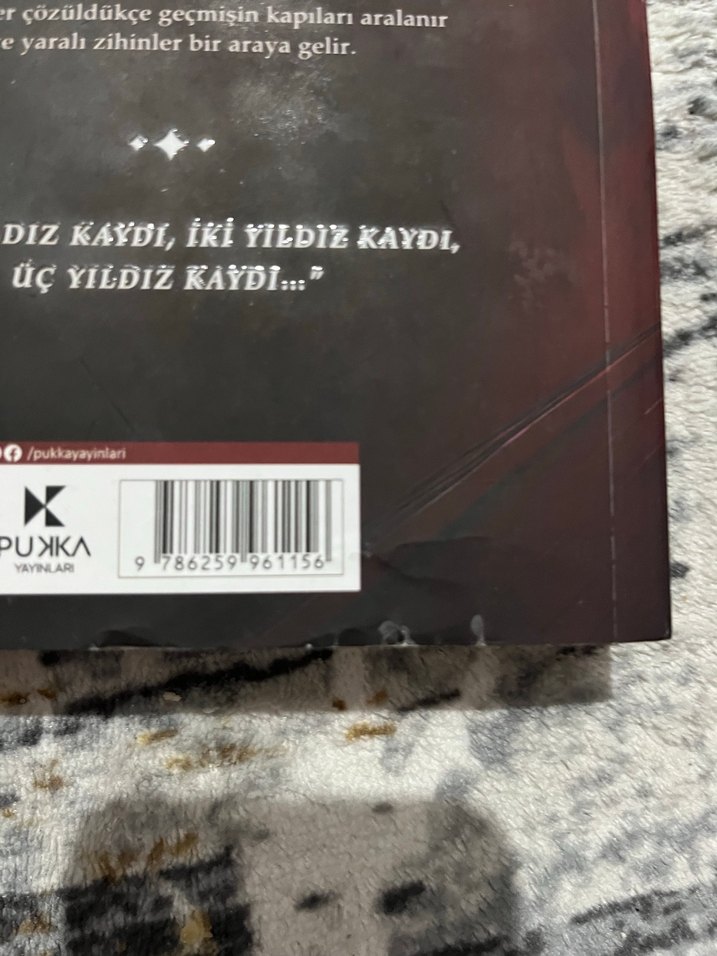 çözüldükçe geçmişin kapıları aralanır
yaralı zihinler bir araya gelir.
KAYDI, İKİ YILDIZ KAYDI,
ÜÇ YILDIZ KAYDI..."
/pukkayayinlari
PUKKA
YAYINLARI
9 786259 961156